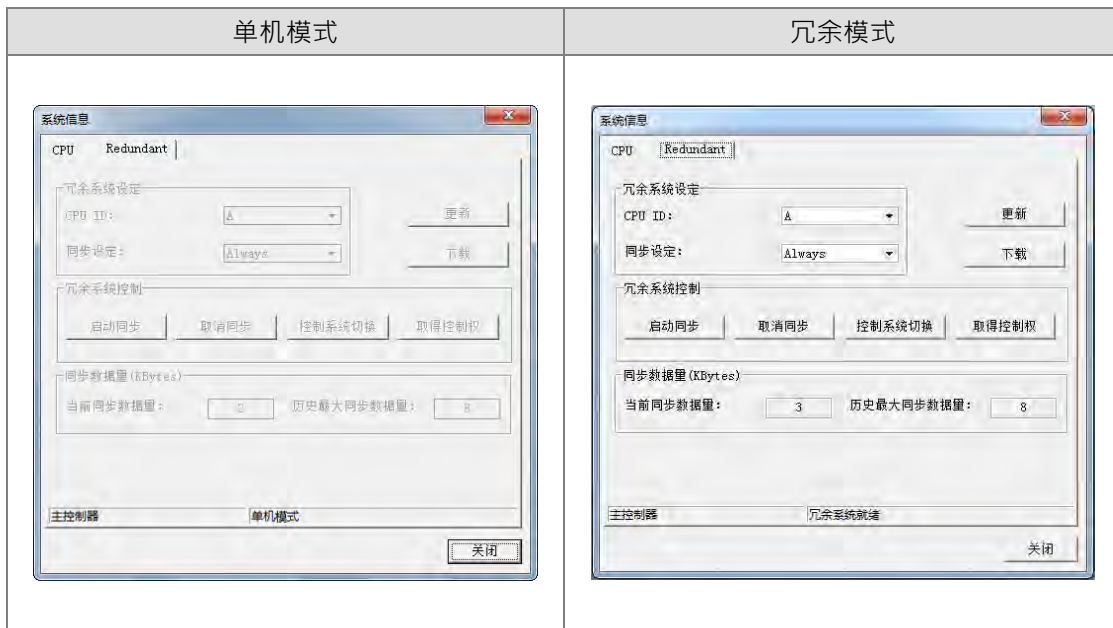 单机模式
冗余模式
系统信息
CPU Redundant
冗余系统设定
CPU ID: A 更新
同步设定: Always 下载
冗余系统控制
启动同步 取消同步 控制系统切换 取得控制权
同步数据量(KBytes)
当前同步数据量: 历史最大同步数据量: 8
主控制器 单机模式
关闭
系统信息
CPU Redundant
冗余系统设定
CPU ID: A 更新
同步设定: Always 下载
冗余系统控制
启动同步 取消同步 控制系统切换 取得控制权
同步数据量(KBytes)
当前同步数据量: 3 历史最大同步数据量: 8
主控制器 冗余系统就绪
关闭